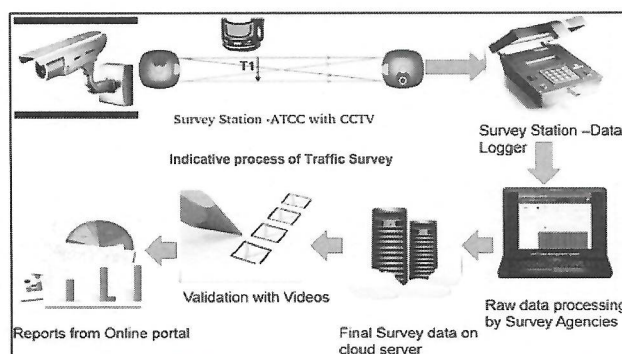 T1
Survey Station -ATCC with CCTV
Survey Station –Data
Logger
Indicative process of Traffic Survey
Reports from Online portal
Validation with Videos
Final Survey data on
cloud server
Raw data processing
by Survey Agencies